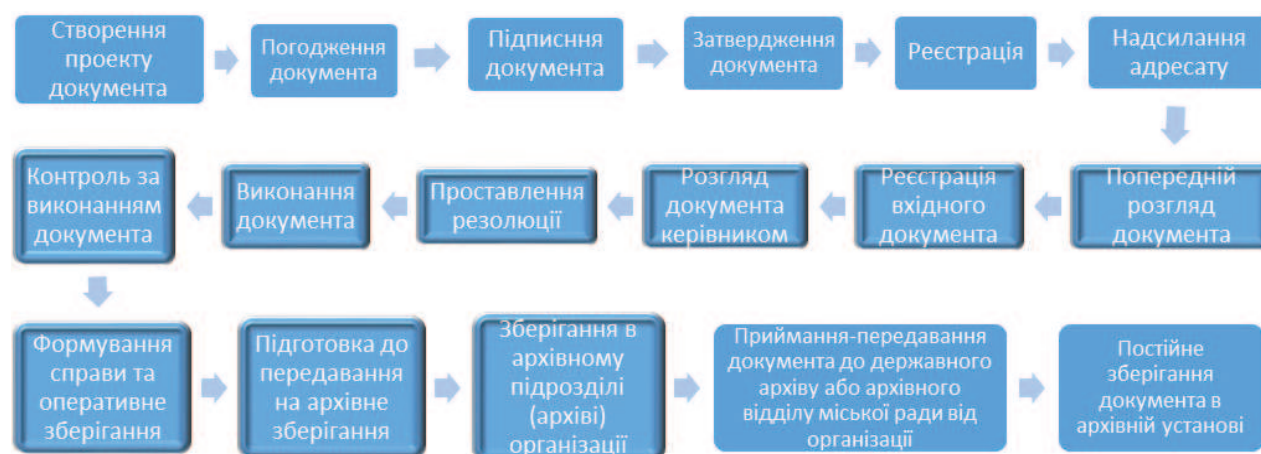 Створення
проекту
документа
Погодження
документа
Підписння
документа
Затвердження
документа
Реєстрація
Надсилання
адресату
Контроль за
виконанням
документа
Виконання
документа
Проставлення
резолюції
Розгляд
документа
керівником
Реєстрація
вхідного
документа
Попередній
розгляд
документа
Формування
справи та
оперативне
зберігання
Підготовка до
передавання
на архівне
зберігання
Зберігання в
архівному
підрозділі
(архіві)
організації
Приймання-передавання
документа до державного
архіву або архівного
відділу міської ради від
організації
Постійне
зберігання
документа в
архівній установі